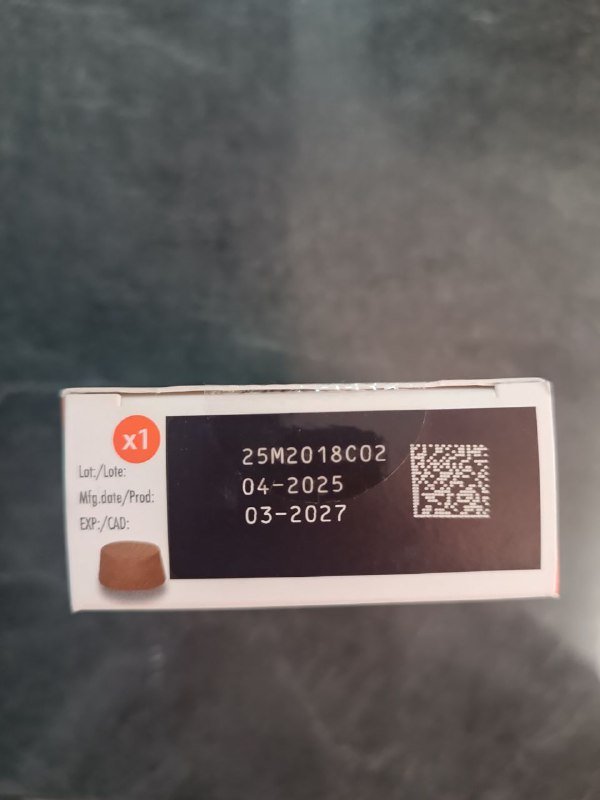 x1
Lot:/Lote:
25M2018C02
Mfg.date/Prod:
04-2025
EXP:/CAD:
03-2027